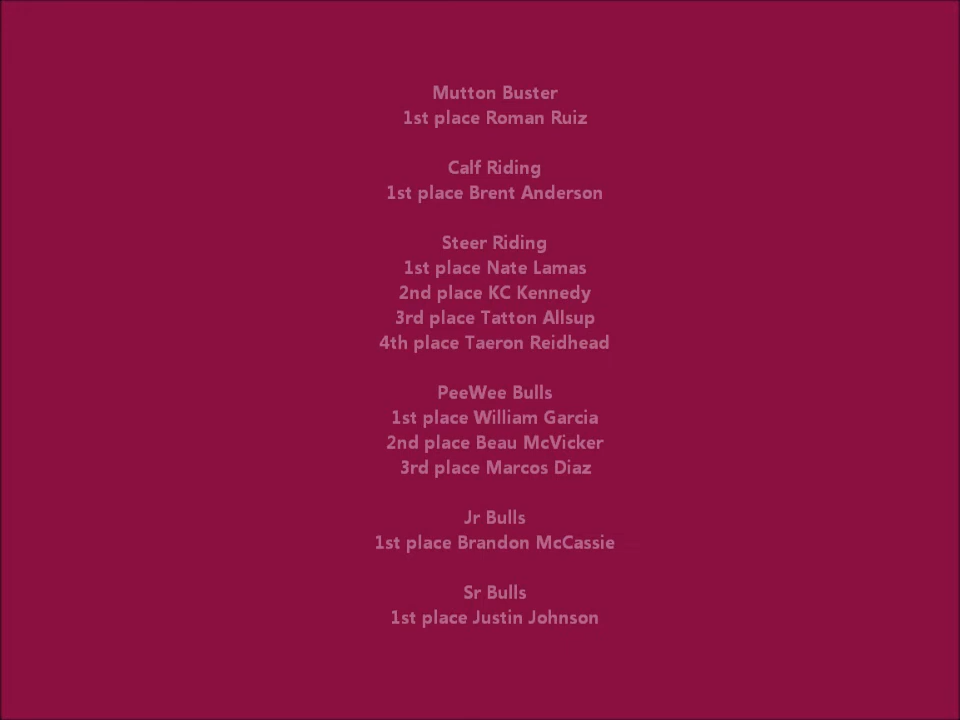 Mutton Buster
1st place Roman Ruiz
Calf Riding
1st place Brent Anderson
Steer Riding
1st place Nate Lamas
2nd place KC Kennedy
3rd place Tatton Allsup
4th place Taeron Reidhead
PeeWee Bulls
1st place William Garcia
2nd place Beau McVicker
3rd place Marcos Diaz
Jr Bulls
1st place Brandon McCassie
Sr Bulls
1st place Justin Johnson